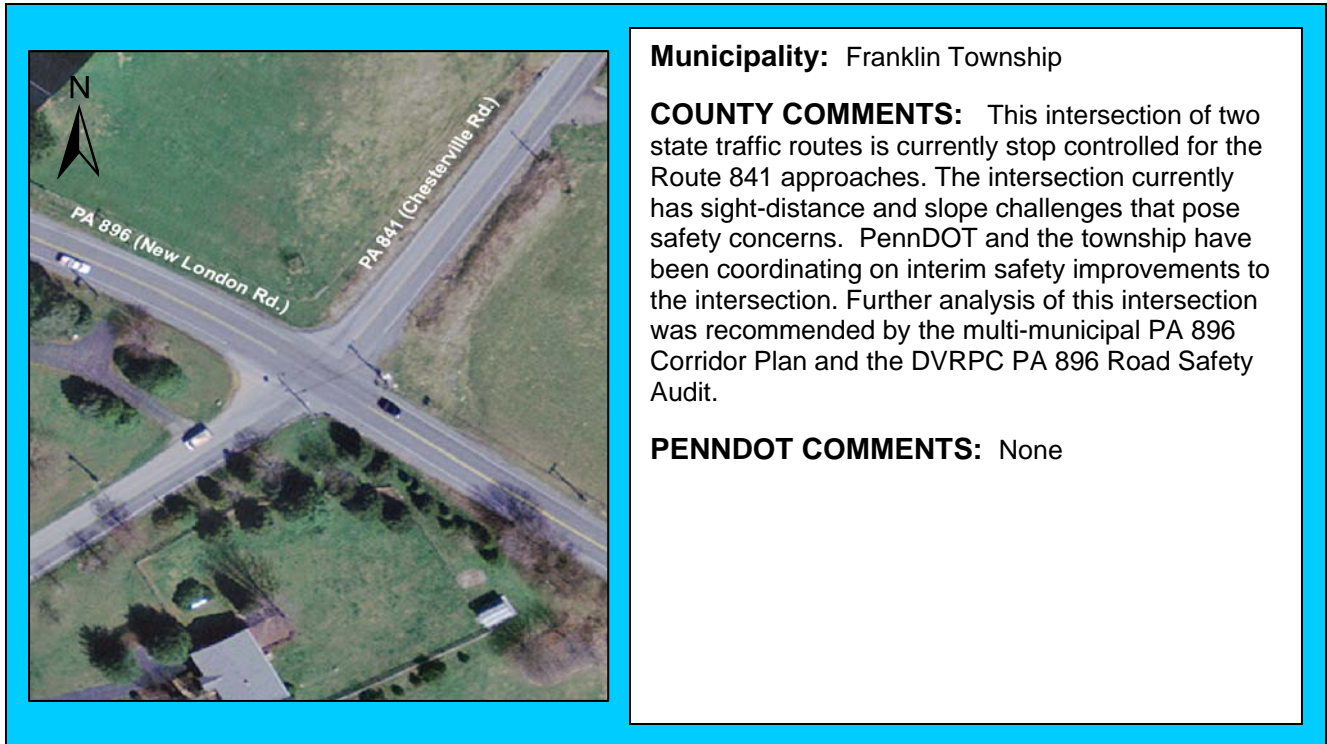 N
PA 896 (New London Rd.)
PA 841 (Chesterville Rd.)
Municipality: Franklin Township
COUNTY COMMENTS: This intersection of two
state traffic routes is currently stop controlled for the
Route 841 approaches. The intersection currently
has sight-distance and slope challenges that pose
safety concerns. PennDOT and the township have
been coordinating on interim safety improvements to
the intersection. Further analysis of this intersection
was recommended by the multi-municipal PA 896
Corridor Plan and the DVRPC PA 896 Road Safety
Audit.
PENNDOT COMMENTS: None